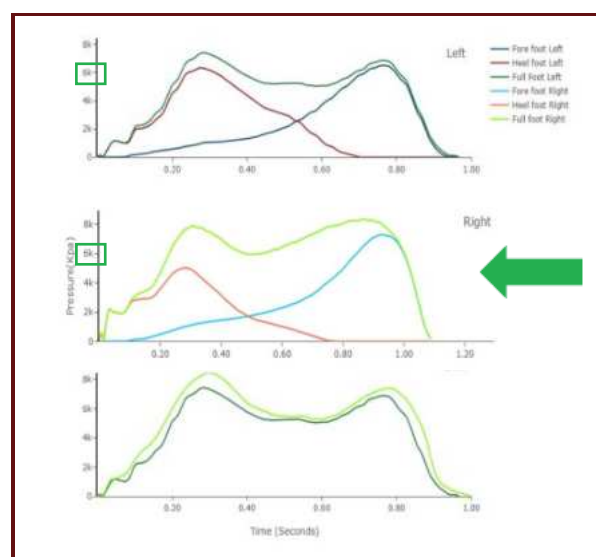 Left
Fore foot Left
Heel foot Left
Full Foot Left
Fore foot Right
Heel foot Right
Full foot Right
8k
6k
4k
2k
0
0.20 0.40 0.60 0.80 1.00
Right
Pressure(Kpa)
8k
6k
4k
2k
0
0.20 0.40 0.60 0.80 1.00 1.20
8k
6k
4k
2k
0
0.20 0.40 0.60 0.80 1.00
Time (Seconds)